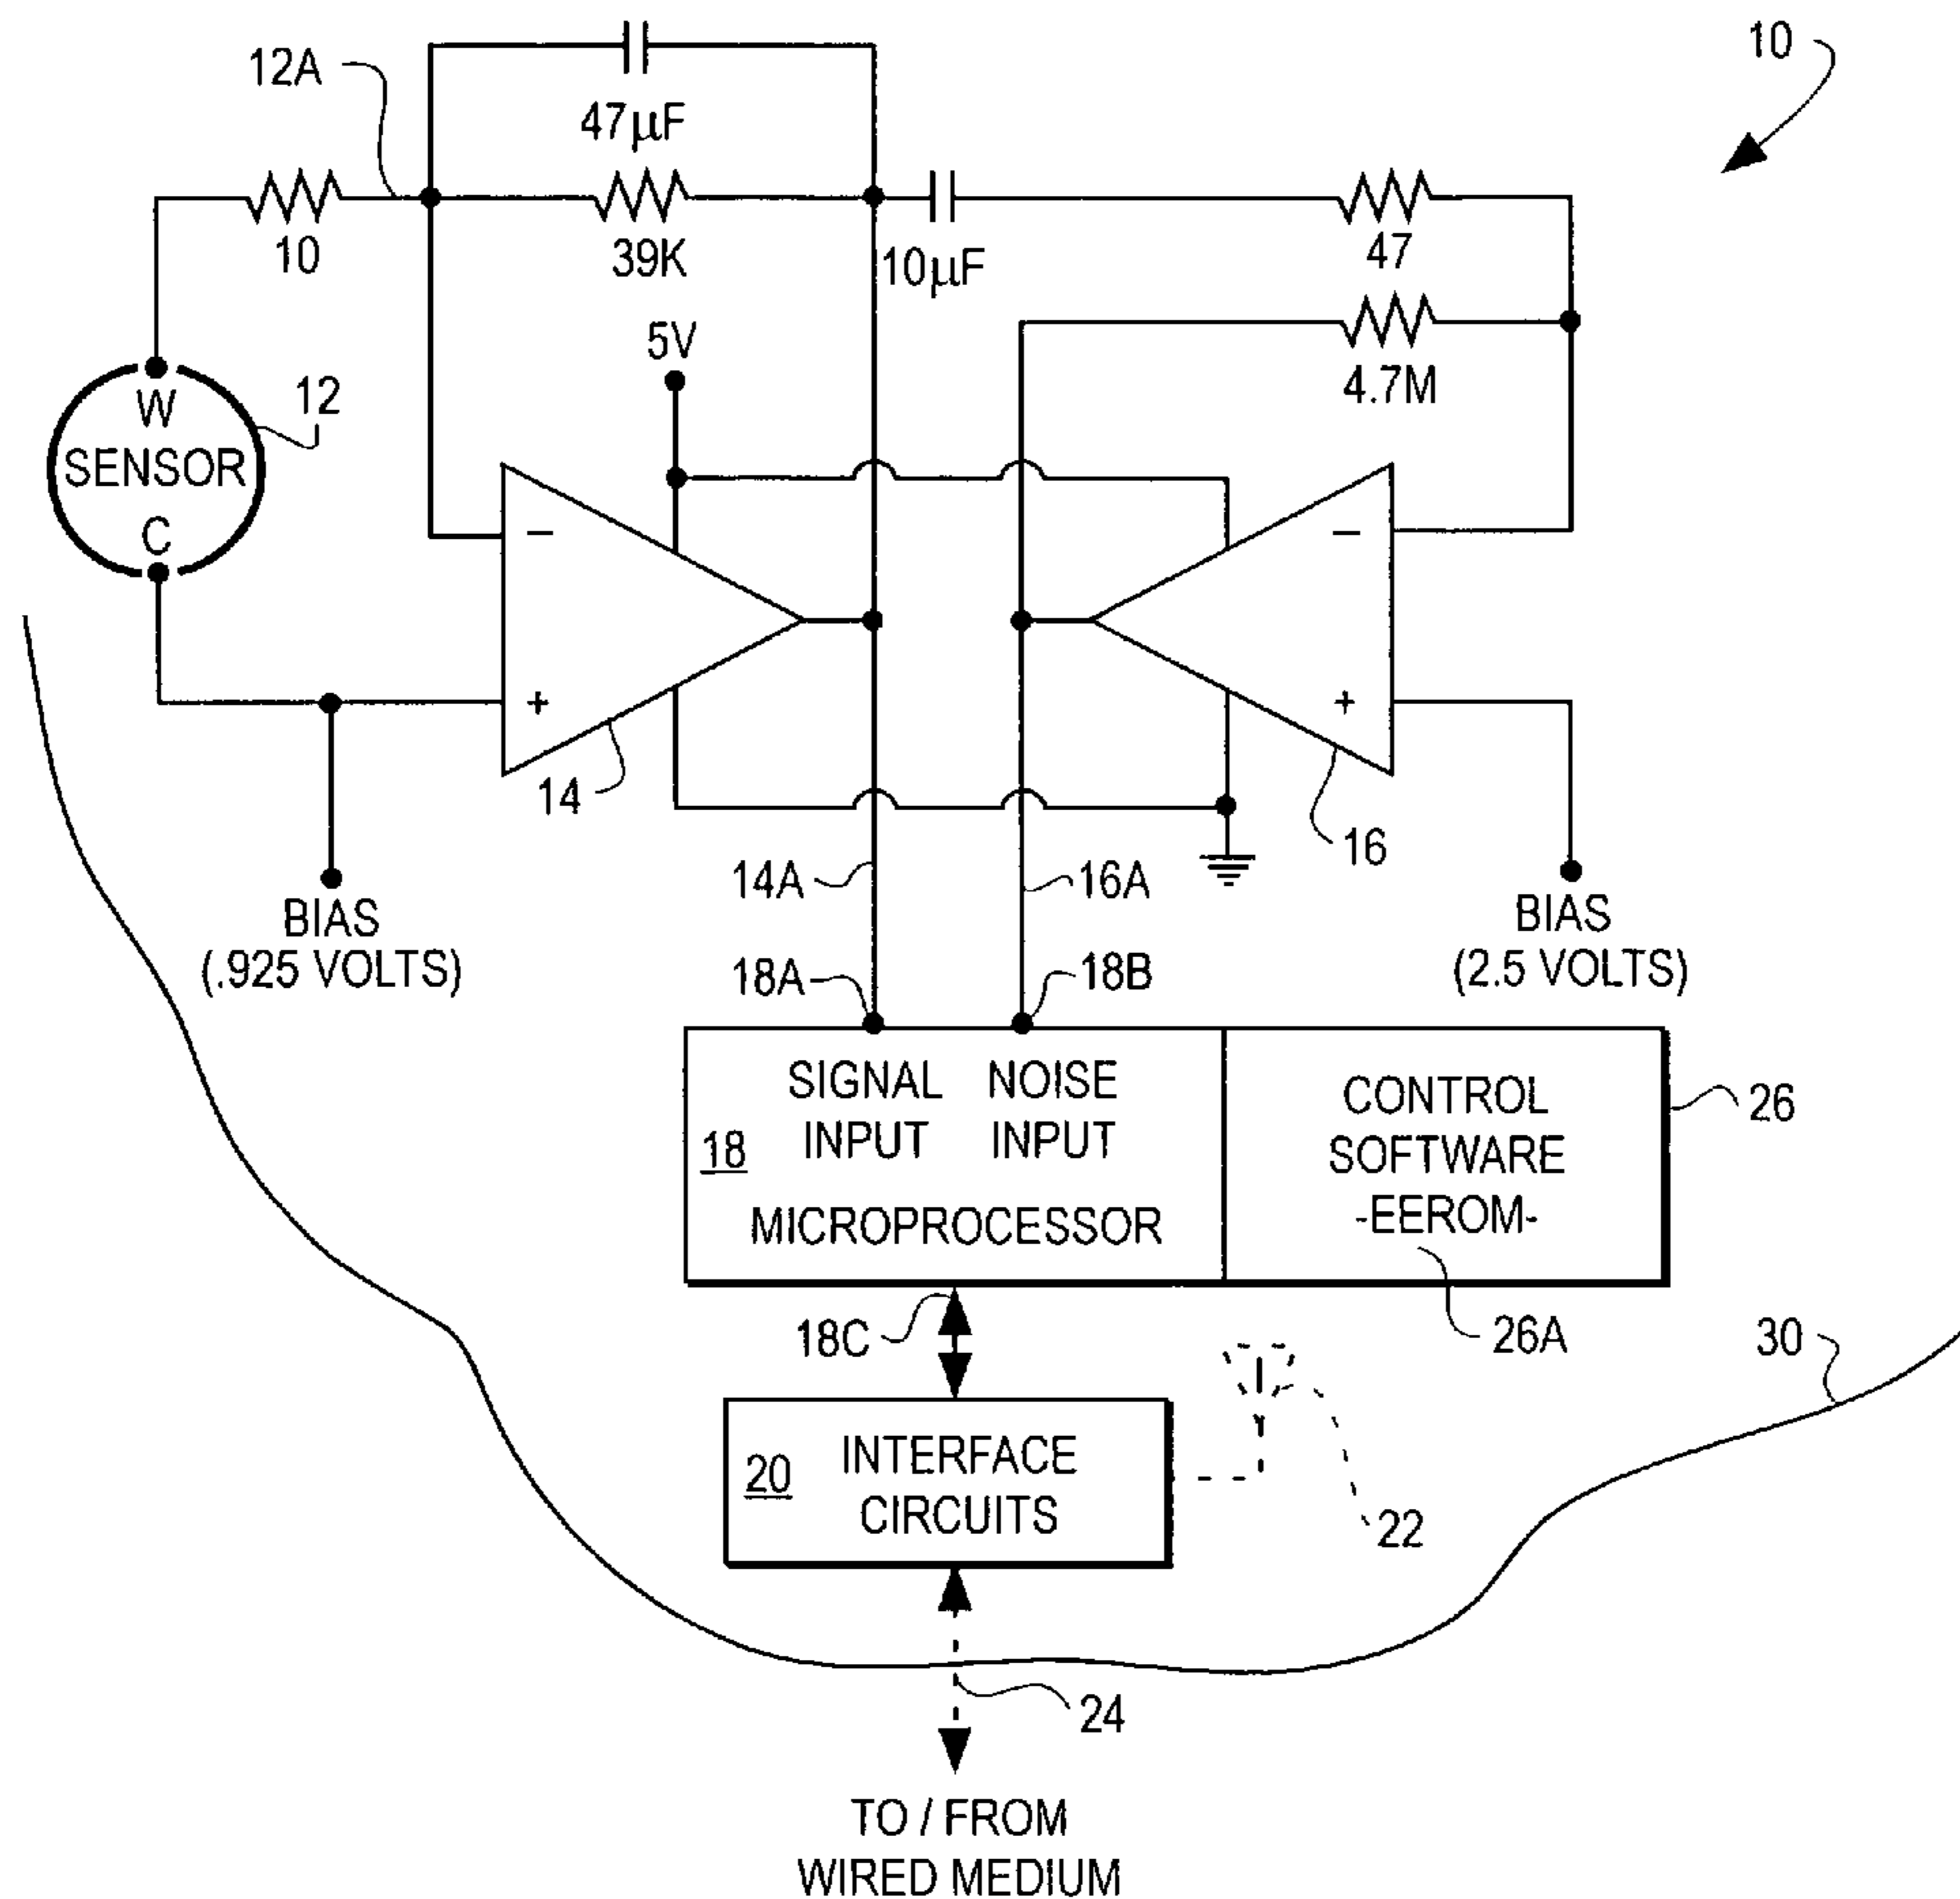 10
12A
47µF
10
39K
10µF
47
5V
4.7M
W
SENSOR
C
12
−
+
−
+
14
16
14A
16A
BIAS
(.925 VOLTS)
BIAS
(2.5 VOLTS)
18A
18B
SIGNAL
INPUT
NOISE
INPUT
18
MICROPROCESSOR
CONTROL
SOFTWARE
-EEROM-
26
18C
26A
30
20
INTERFACE
CIRCUITS
22
24
TO / FROM
WIRED MEDIUM